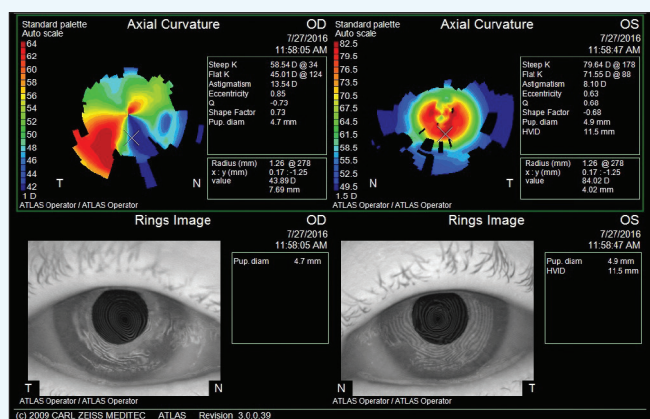 Standard palette
Auto scale
Axial Curvature
OD
7/27/2016
11:58:05 AM
64
62
60
58
56
54
52
50
48
46
44
42
1 D
Steep K 58.54 D @ 34
Flat K 45.01 D @ 124
Astigmatism 13.54 D
Eccentricity 0.85
Q -0.73
Shape Factor 0.73
Pup. diam 4.7 mm
Radius (mm) 1.26 @ 278
x : y (mm) 0.17 : -1.25
value 43.89 D
7.69 mm
T
N
ATLAS Operator / ATLAS Operator
Standard palette
Auto scale
Axial Curvature
OS
7/27/2016
11:58:47 AM
82.5
79.5
76.5
73.5
70.5
67.5
64.5
61.5
58.5
55.5
52.5
49.5
1.5 D
Steep K 79.64 D @ 178
Flat K 71.55 D @ 88
Astigmatism 8.10 D
Eccentricity 0.63
Q 0.68
Shape Factor -0.68
Pup. diam 4.9 mm
HVID 11.5 mm
Radius (mm) 1.26 @ 278
x : y (mm) 0.17 : -1.25
value 84.02 D
4.02 mm
N
T
ATLAS Operator / ATLAS Operator
Rings Image
OD
7/27/2016
11:58:05 AM
Pup. diam 4.7 mm
T
N
ATLAS Operator / ATLAS Operator
Rings Image
OS
7/27/2016
11:58:47 AM
Pup. diam 4.9 mm
HVID 11.5 mm
N
T
ATLAS Operator / ATLAS Operator
(c) 2009 CARL ZEISS MEDITEC ATLAS Revision 3.0.0.39